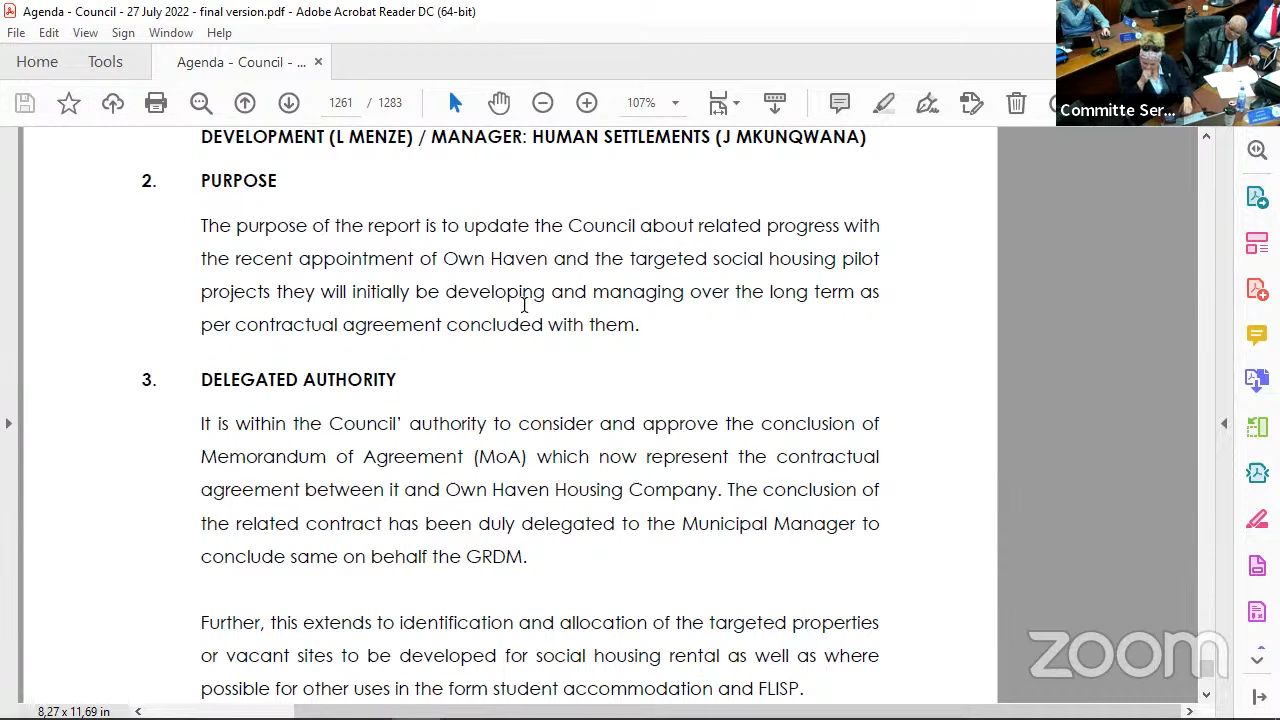 Agenda - Council - 27 July 2022 - final version.pdf - Adobe Acrobat Reader DC (64-bit)
File Edit View Sign Window Help
Home Tools Agenda - Council - ... ×
1261 / 1283 107%
Committe Ser...
DEVELOPMENT (L MENZE) / MANAGER: HUMAN SETTLEMENTS (J MKUNQWANA)
2. PURPOSE
The purpose of the report is to update the Council about related progress with
the recent appointment of Own Haven and the targeted social housing pilot
projects they will initially be developing and managing over the long term as
per contractual agreement concluded with them.
3. DELEGATED AUTHORITY
It is within the Council' authority to consider and approve the conclusion of
Memorandum of Agreement (MoA) which now represent the contractual
agreement between it and Own Haven Housing Company. The conclusion of
the related contract has been duly delegated to the Municipal Manager to
conclude same on behalf the GRDM.
Further, this extends to identification and allocation of the targeted properties
or vacant sites to be developed for social housing rental as well as where
possible for other uses in the form student accommodation and FLISP.
zoom
8,27 x 11,69 in